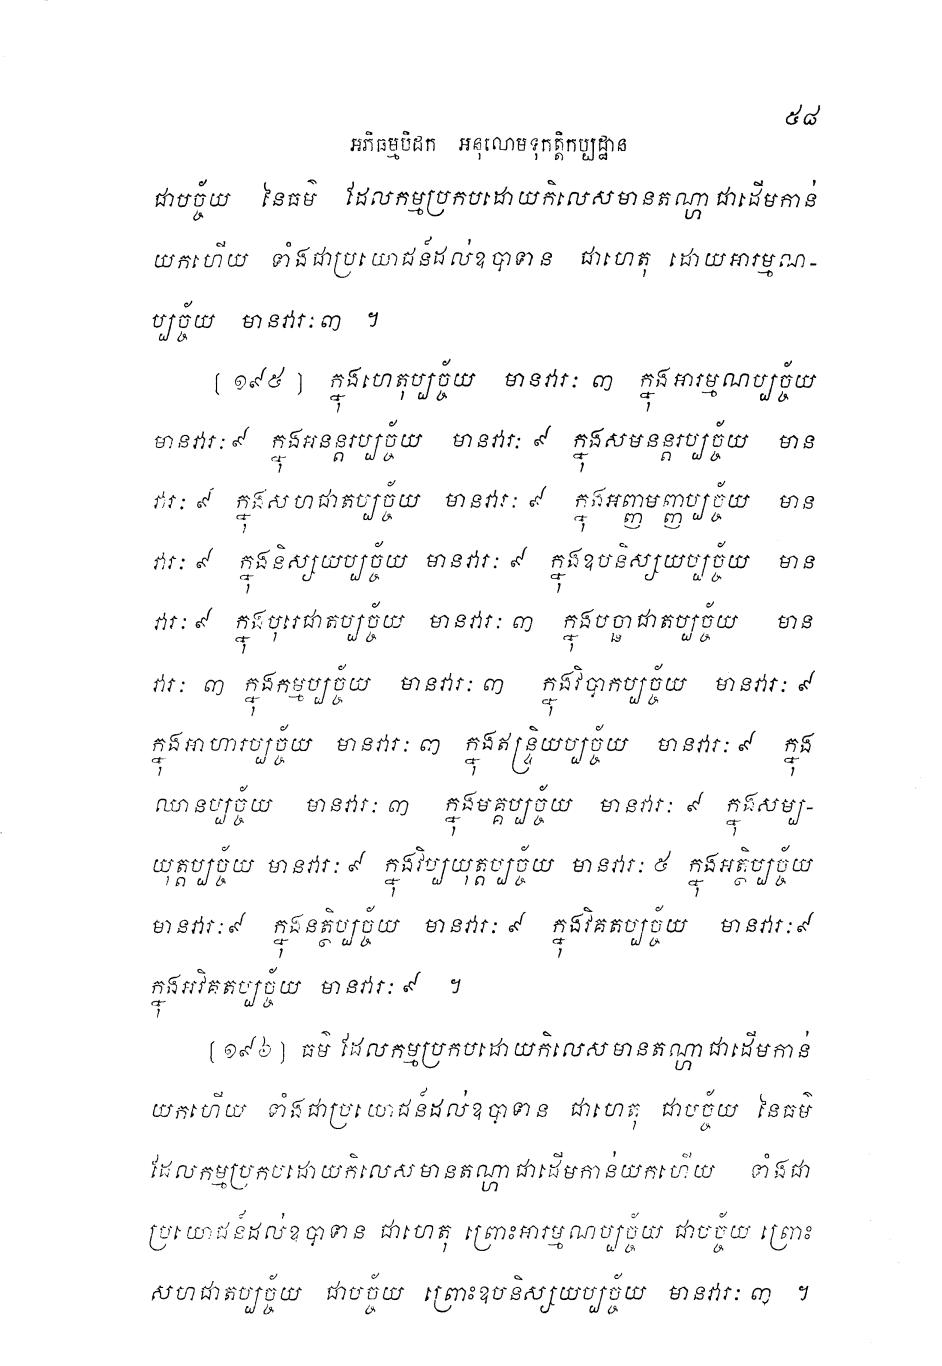 ៥៨
អភិធម្មបិដក អនុលោមទុកត្តិកប្បដ្ឋាន
ជាបច្ច័យ នៃធម៌ ដែលកម្មប្រកបដោយកិលេសមានតណ្ហាជាដើមកាន់
យកហើយ ទាំងជាប្រយោជន៍ដល់ឧបាទាន ជាហេតុ ដោយអារម្មណ-
ប្បច្ច័យ មានវារៈ៣ ។
[១៩៥] ក្នុងហេតុប្បច្ច័យ មានវារៈ ៣ ក្នុងអារម្មណប្បច្ច័យ
មានវារៈ៩ ក្នុងអនន្តរប្បច្ច័យ មានវារៈ ៩ ក្នុងសមនន្តរប្បច្ច័យ មាន
វារៈ ៩ ក្នុងសហជាតប្បច្ច័យ មានវារៈ ៩ ក្នុងអញ្ញាមញ្ញប្បច្ច័យ មាន
វារៈ ៩ ក្នុងនិស្សយប្បច្ច័យ មានវារៈ ៩ ក្នុងឧបនិស្សយប្បច្ច័យ មាន
វារៈ ៩ ក្នុងបុរេជាតប្បច្ច័យ មានវារៈ ៣ ក្នុងបច្ឆាជាតប្បច្ច័យ មាន
វារៈ ៣ ក្នុងកម្មប្បច្ច័យ មានវារៈ ៣ ក្នុងវិបាកប្បច្ច័យ មានវារៈ ៩
ក្នុងអាហារប្បច្ច័យ មានវារៈ ៣ ក្នុងឥន្ទ្រិយប្បច្ច័យ មានវារៈ ៩ ក្នុង
ឈានប្បច្ច័យ មានវារៈ ៣ ក្នុងមគ្គប្បច្ច័យ មានវារៈ ៩ ក្នុងសម្ប-
យុត្តប្បច្ច័យ មានវារៈ ៩ ក្នុងវិប្បយុត្តប្បច្ច័យ មានវារៈ ៥ ក្នុងអត្ថិប្បច្ច័យ
មានវារៈ៩ ក្នុងនត្ថិប្បច្ច័យ មានវារៈ ៩ ក្នុងវិគតប្បច្ច័យ មានវារៈ៩
ក្នុងអវិគតប្បច្ច័យ មានវារៈ ៩ ។
[១៩៦] ធម៌ ដែលកម្មប្រកបដោយកិលេសមានតណ្ហាជាដើមកាន់
យកហើយ ទាំងជាប្រយោជន៍ដល់ឧបាទាន ជាហេតុ ជាបច្ច័យ នៃធម៌
ដែលកម្មប្រកបដោយកិលេសមានតណ្ហាជាដើមកាន់យកហើយ ទាំងជា
ប្រយោជន៍ដល់ឧបាទាន ជាហេតុ ព្រោះអារម្មណប្បច្ច័យ ជាបច្ច័យ ព្រោះ
សហជាតប្បច្ច័យ ជាបច្ច័យ ព្រោះឧបនិស្សយប្បច្ច័យ មានវារៈ ៣ ។